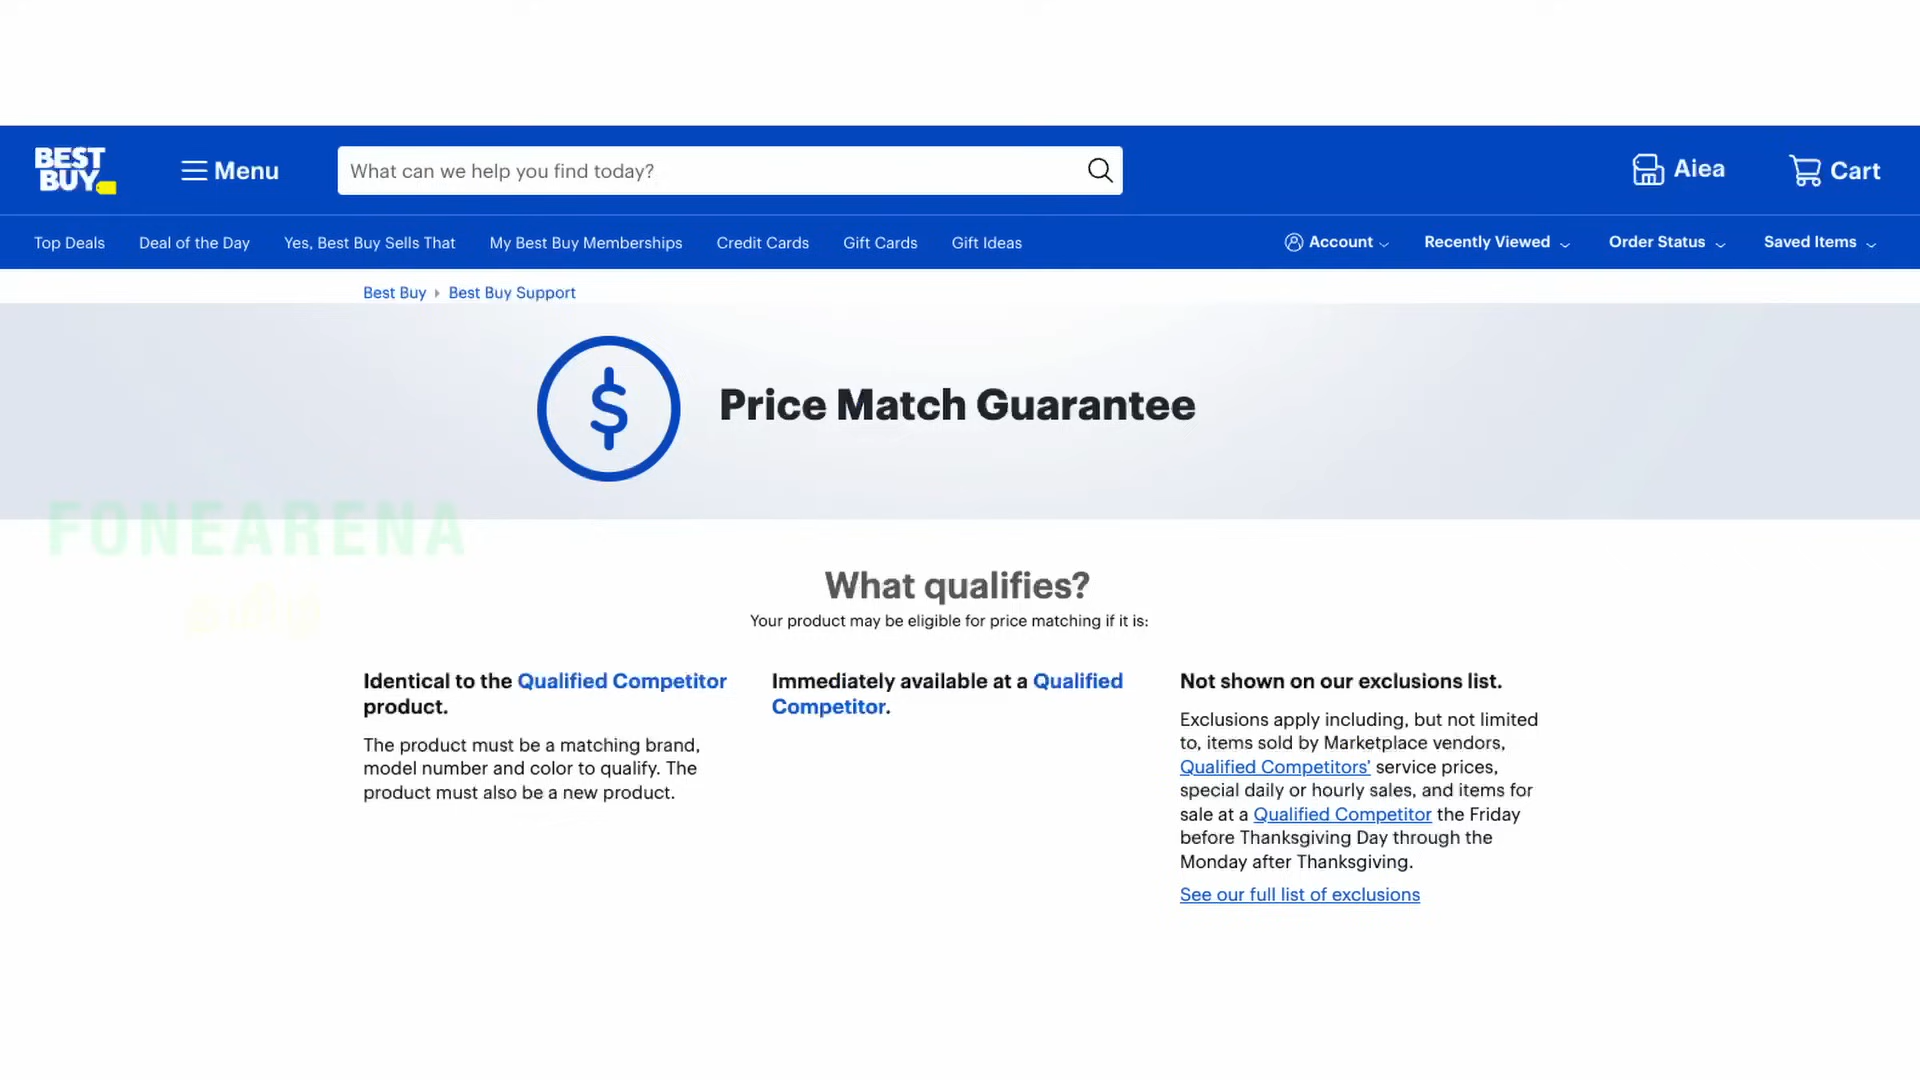 BEST BUY
Menu
What can we help you find today?
Aiea
Cart
Top Deals
Deal of the Day
Yes, Best Buy Sells That
My Best Buy Memberships
Credit Cards
Gift Cards
Gift Ideas
Account
Recently Viewed
Order Status
Saved Items
Best Buy
Best Buy Support
$
Price Match Guarantee
FONEARENA
What qualifies?
Your product may be eligible for price matching if it is:
Identical to the Qualified Competitor
product.
The product must be a matching brand,
model number and color to qualify. The
product must also be a new product.
Immediately available at a Qualified
Competitor.
Not shown on our exclusions list.
Exclusions apply including, but not limited
to, items sold by Marketplace vendors,
Qualified Competitors' service prices,
special daily or hourly sales, and items for
sale at a Qualified Competitor the Friday
before Thanksgiving Day through the
Monday after Thanksgiving.
See our full list of exclusions